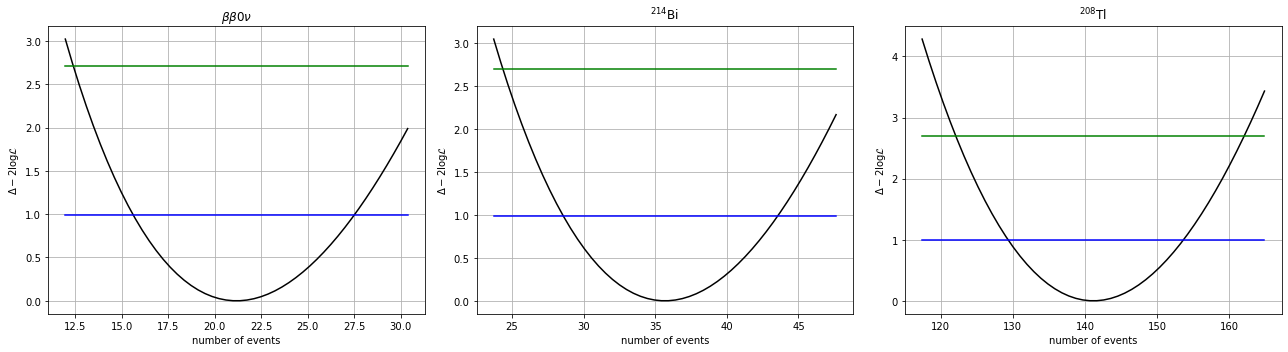 ββ0ν
3.0
2.5
2.0
1.5
1.0
0.5
0.0
Δ − 2logℒ
12.5 15.0 17.5 20.0 22.5 25.0 27.5 30.0
number of events
²¹⁴Bi
3.0
2.5
2.0
1.5
1.0
0.5
0.0
Δ − 2logℒ
25 30 35 40 45
number of events
²⁰⁸Tl
4
3
2
1
0
Δ − 2logℒ
120 130 140 150 160
number of events